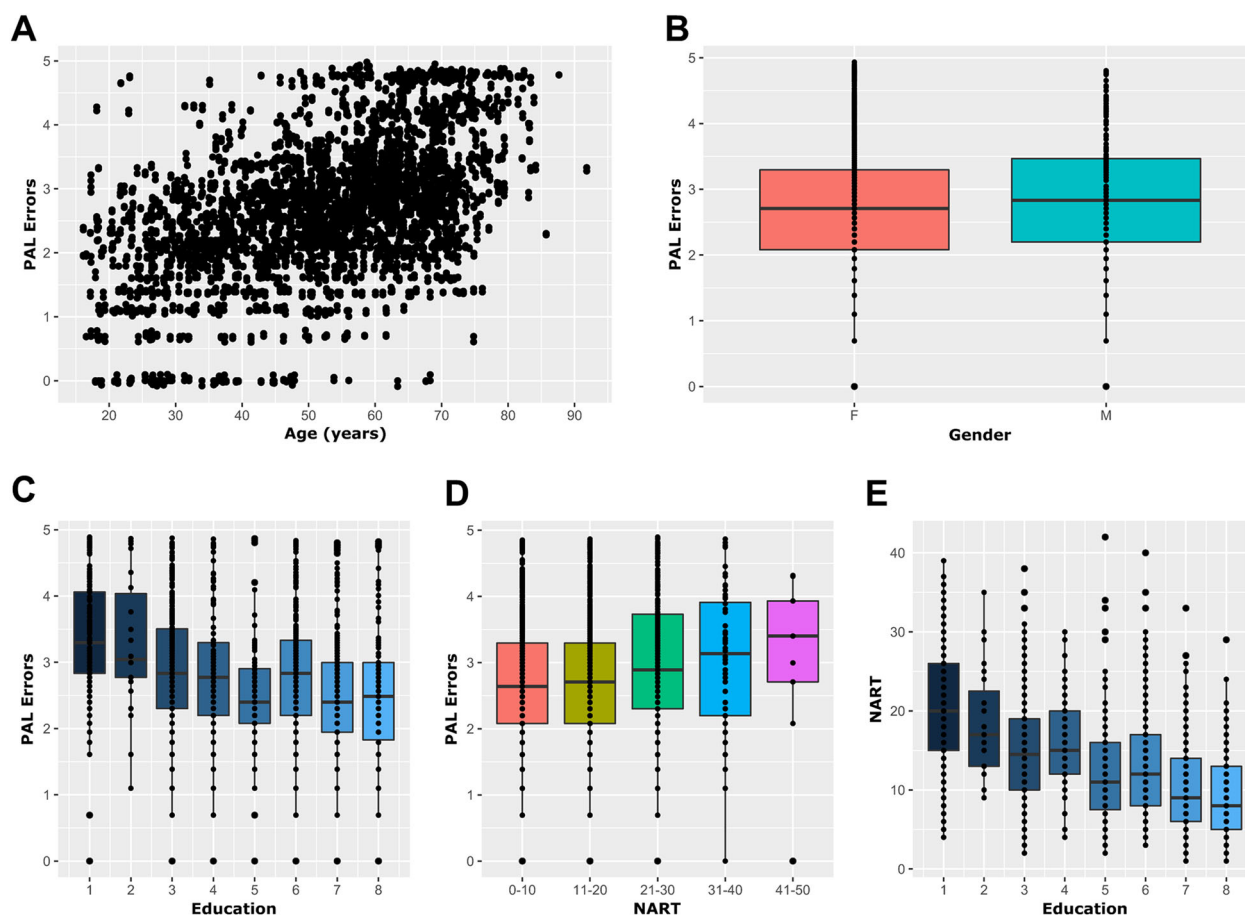 A
PAL Errors
5
4
3
2
1
0
20 30 40 50 60 70 80 90
Age (years)
B
PAL Errors
5
4
3
2
1
0
F M
Gender
C
PAL Errors
5
4
3
2
1
0
1 2 3 4 5 6 7 8
Education
D
PAL Errors
5
4
3
2
1
0
0-10 11-20 21-30 31-40 41-50
NART
E
NART
40
30
20
10
0
1 2 3 4 5 6 7 8
Education